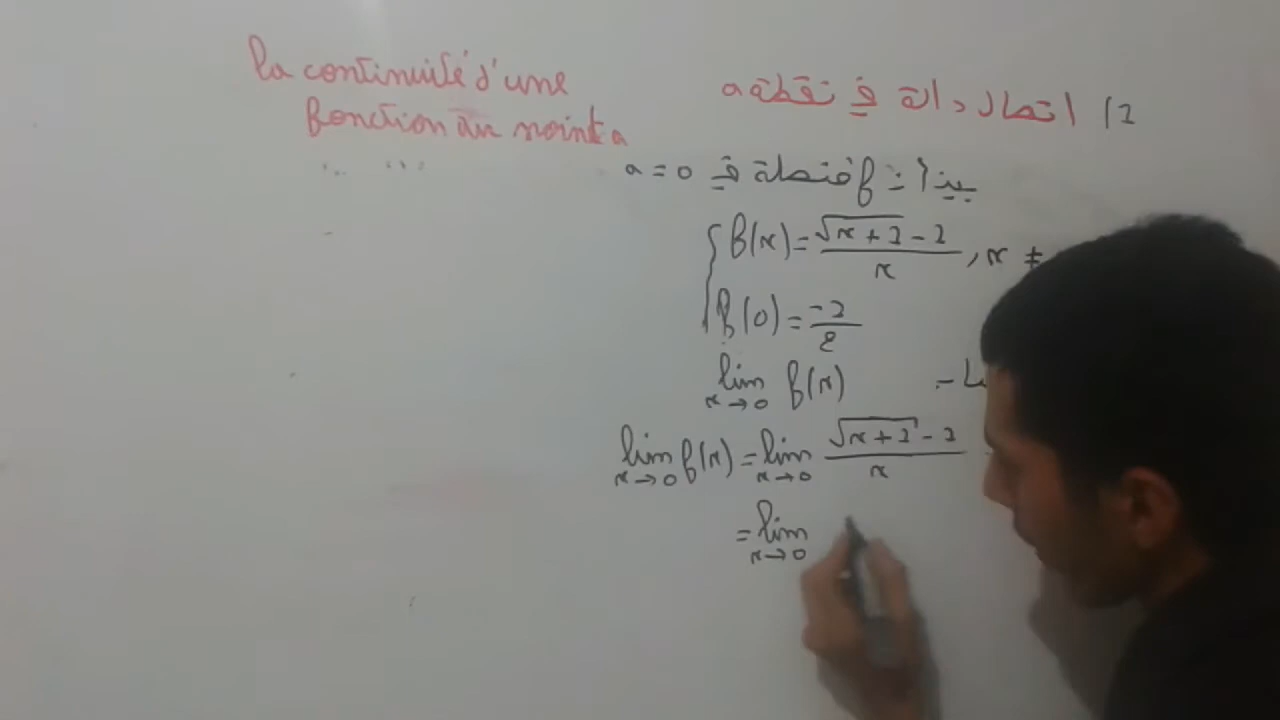 la continuité d'une
fonction au point a
1) اتصال دالة في نقطة a
بين أن f متصلة في a = 0
f(x) = (√(x+2) - 2)/x , x ≠
f(0) = -2/2
lim x→0 f(x)
lim x→0 f(x) = lim x→0 (√(x+2) - 2)/x
= lim x→0